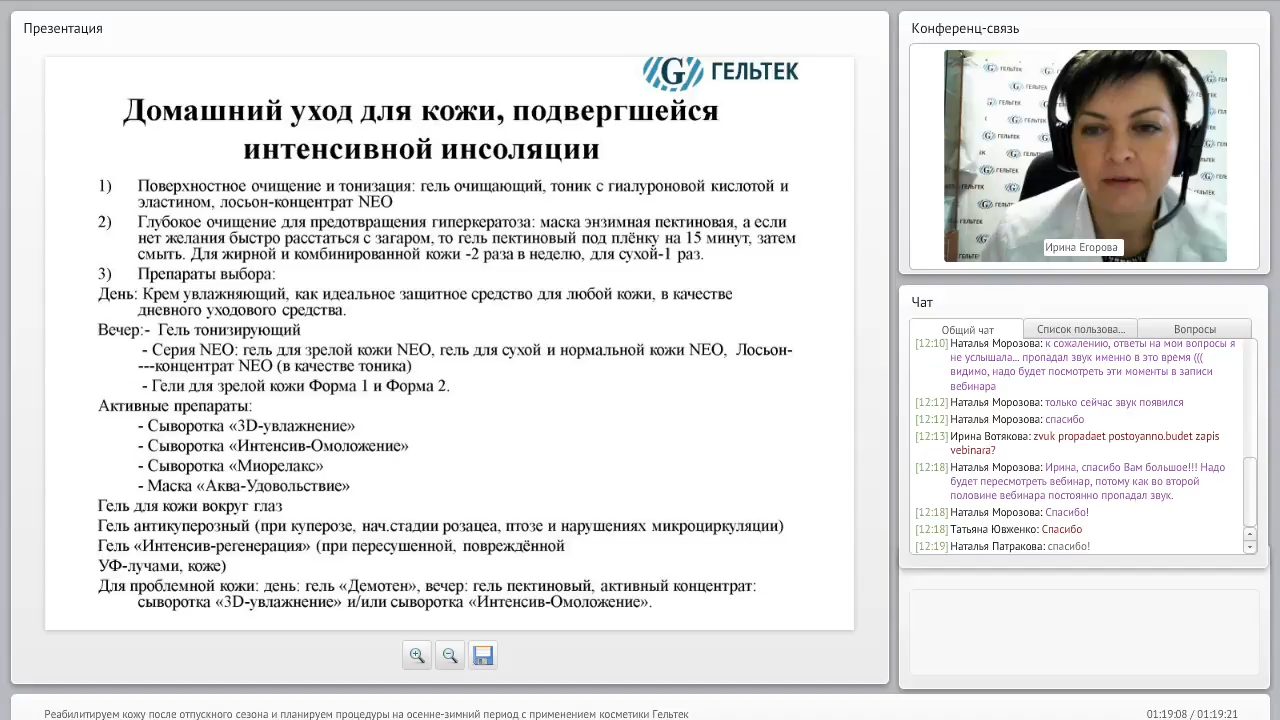 Презентация
ГЕЛЬТЕК
Домашний уход для кожи, подвергшейся
интенсивной инсоляции
1) Поверхностное очищение и тонизация: гель очищающий, тоник с гиалуроновой кислотой и
эластином, лосьон-концентрат NEO
2) Глубокое очищение для предотвращения гиперкератоза: маска энзимная пектиновая, а если
нет желания быстро расстаться с загаром, то гель пектиновый под плёнку на 15 минут, затем
смыть. Для жирной и комбинированной кожи -2 раза в неделю, для сухой-1 раз.
3) Препараты выбора:
День: Крем увлажняющий, как идеальное защитное средство для любой кожи, в качестве
дневного уходового средства.
Вечер:- Гель тонизирующий
- Серия NEO: гель для зрелой кожи NEO, гель для сухой и нормальной кожи NEO, Лосьон-
---концентрат NEO (в качестве тоника)
- Гели для зрелой кожи Форма 1 и Форма 2.
Активные препараты:
- Сыворотка «3D-увлажнение»
- Сыворотка «Интенсив-Омоложение»
- Сыворотка «Миорелакс»
- Маска «Аква-Удовольствие»
Гель для кожи вокруг глаз
Гель антикуперозный (при куперозе, нач.стадии розацеа, птозе и нарушениях микроциркуляции)
Гель «Интенсив-регенерация» (при пересушенной, повреждённой
УФ-лучами, коже)
Для проблемной кожи: день: гель «Демотен», вечер: гель пектиновый, активный концентрат:
сыворотка «3D-увлажнение» и/или сыворотка «Интенсив-Омоложение».
Конференц-связь
ГЕЛЬТЕК
Ирина Егорова
Чат
Общий чат Список пользова... Вопросы
[12:10] Наталья Морозова: к сожалению, ответы на мои вопросы я
не услышала... пропадал звук именно в это время (((
видимо, надо будет посмотреть эти моменты в записи
вебинара
[12:12] Наталья Морозова: только сейчас звук появился
[12:12] Наталья Морозова: спасибо
[12:13] Ирина Вотякова: zvuk propadaet postoyanno.budet zapis
vebinara?
[12:18] Наталья Морозова: Ирина, спасибо Вам большое!!! Надо
будет пересмотреть вебинар, потому как во второй
половине вебинара постоянно пропадал звук.
[12:18] Наталья Морозова: Спасибо!
[12:18] Татьяна Ювженко: Спасибо
[12:19] Наталья Патракова: спасибо!
Реабилитируем кожу после отпускного сезона и планируем процедуры на осенне-зимний период с применением косметики Гельтек
01:19:08 / 01:19:21